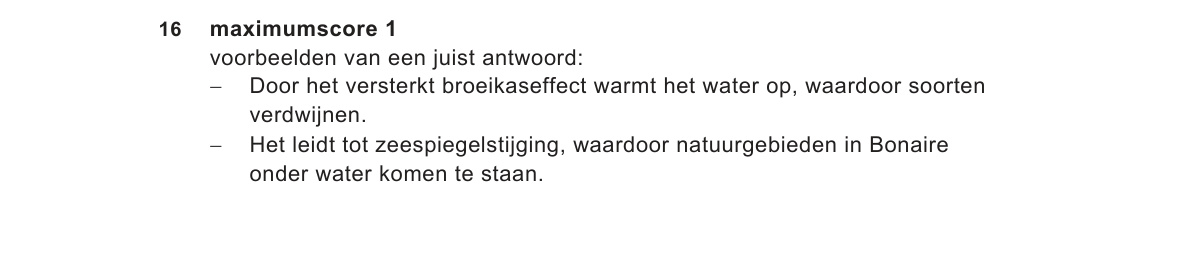 16 maximumscore 1
voorbeelden van een juist antwoord:
− Door het versterkt broeikaseffect warmt het water op, waardoor soorten
verdwijnen.
− Het leidt tot zeespiegelstijging, waardoor natuurgebieden in Bonaire
onder water komen te staan.